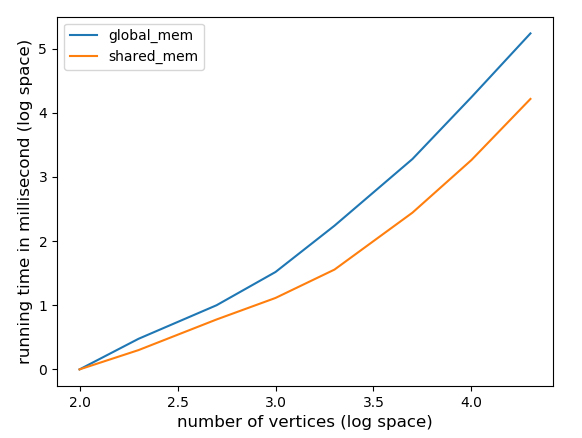 global_mem
shared_mem
running time in millisecond (log space)
5
4
3
2
1
0
2.0 2.5 3.0 3.5 4.0
number of vertices (log space)